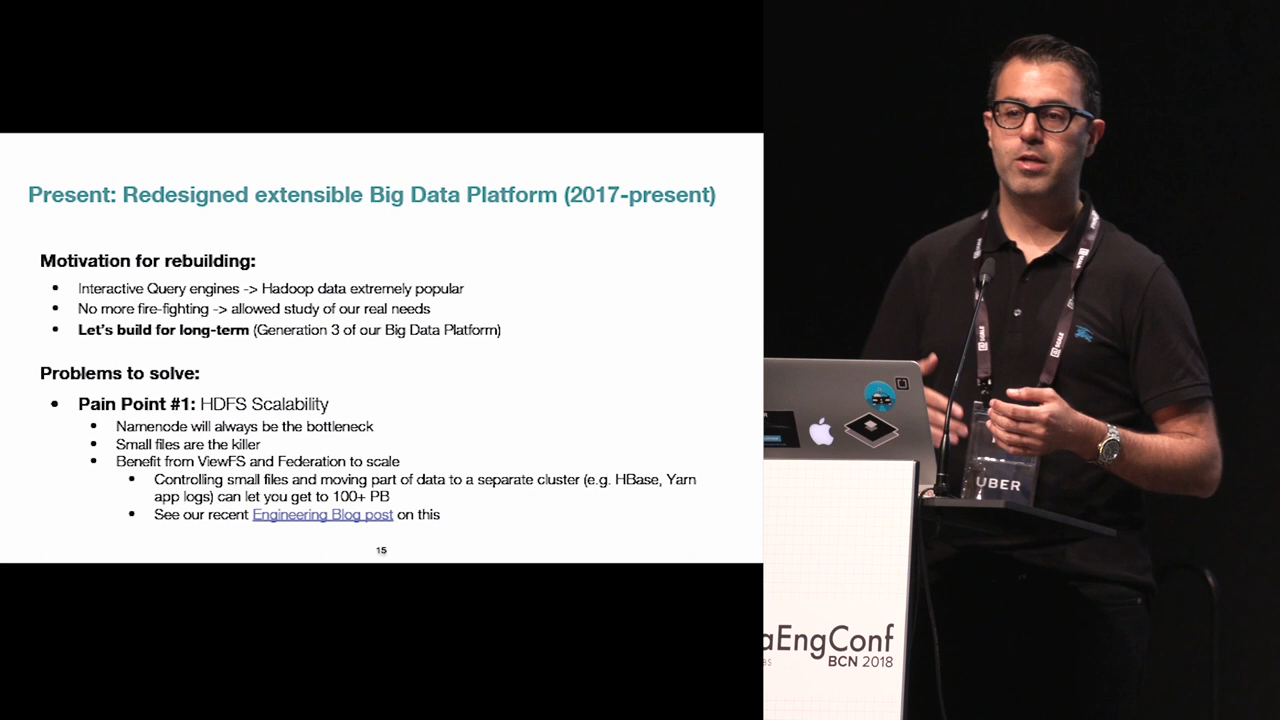 Present: Redesigned extensible Big Data Platform (2017-present)
Motivation for rebuilding:
• Interactive Query engines -> Hadoop data extremely popular
• No more fire-fighting -> allowed study of our real needs
• Let's build for long-term (Generation 3 of our Big Data Platform)
Problems to solve:
• Pain Point #1: HDFS Scalability
• Namenode will always be the bottleneck
• Small files are the killer
• Benefit from ViewFS and Federation to scale
• Controlling small files and moving part of data to a separate cluster (e.g. HBase, Yarn
app logs) can let you get to 100+ PB
• See our recent Engineering Blog post on this
15
UBER
aEngConf
BCN 2018